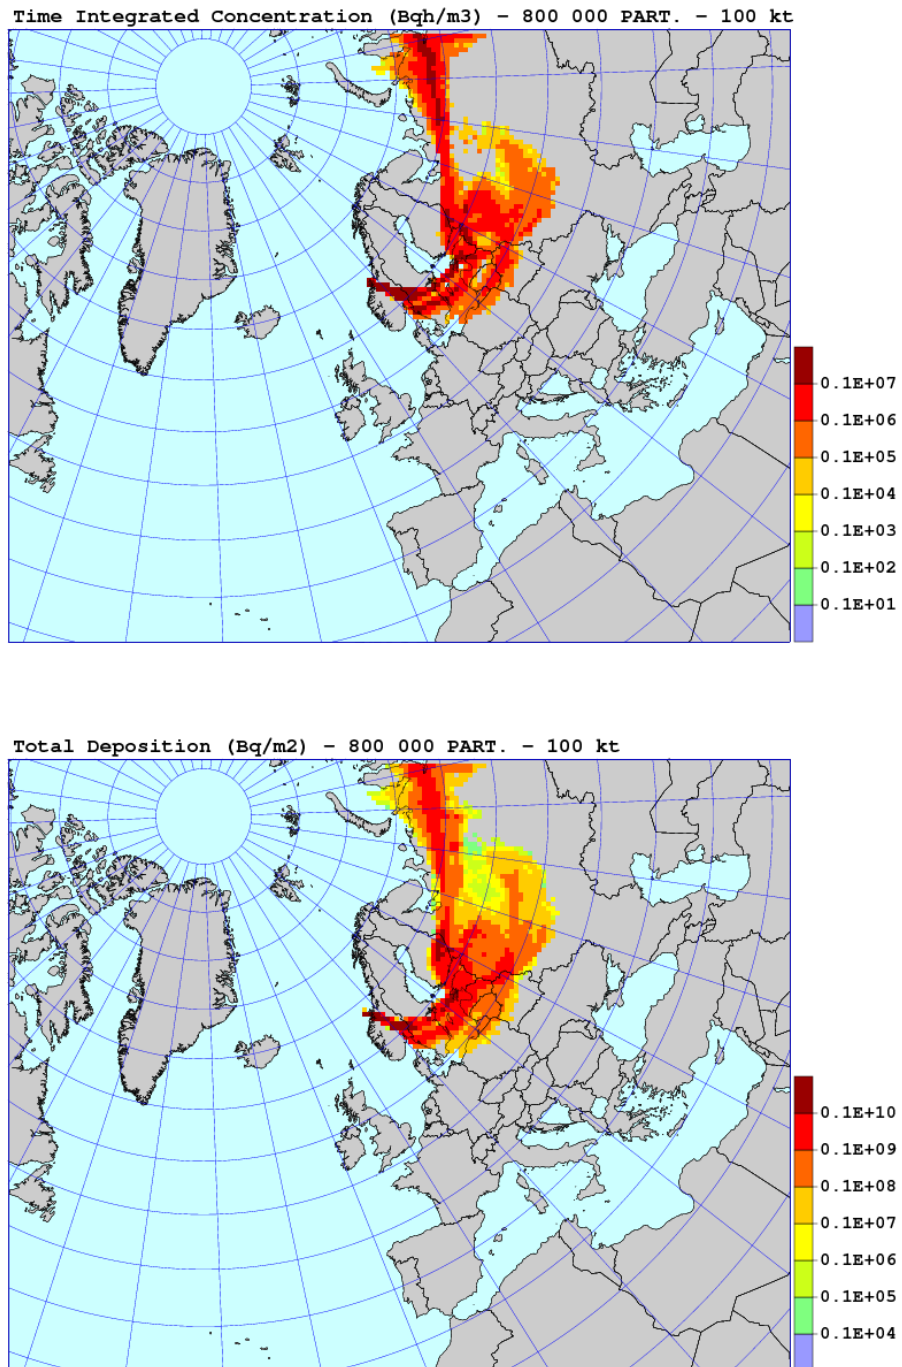 Time Integrated Concentration (Bqh/m3) – 800 000 PART. – 100 kt
0.1E+07
0.1E+06
0.1E+05
0.1E+04
0.1E+03
0.1E+02
0.1E+01
Total Deposition (Bq/m2) – 800 000 PART. – 100 kt
0.1E+10
0.1E+09
0.1E+08
0.1E+07
0.1E+06
0.1E+05
0.1E+04